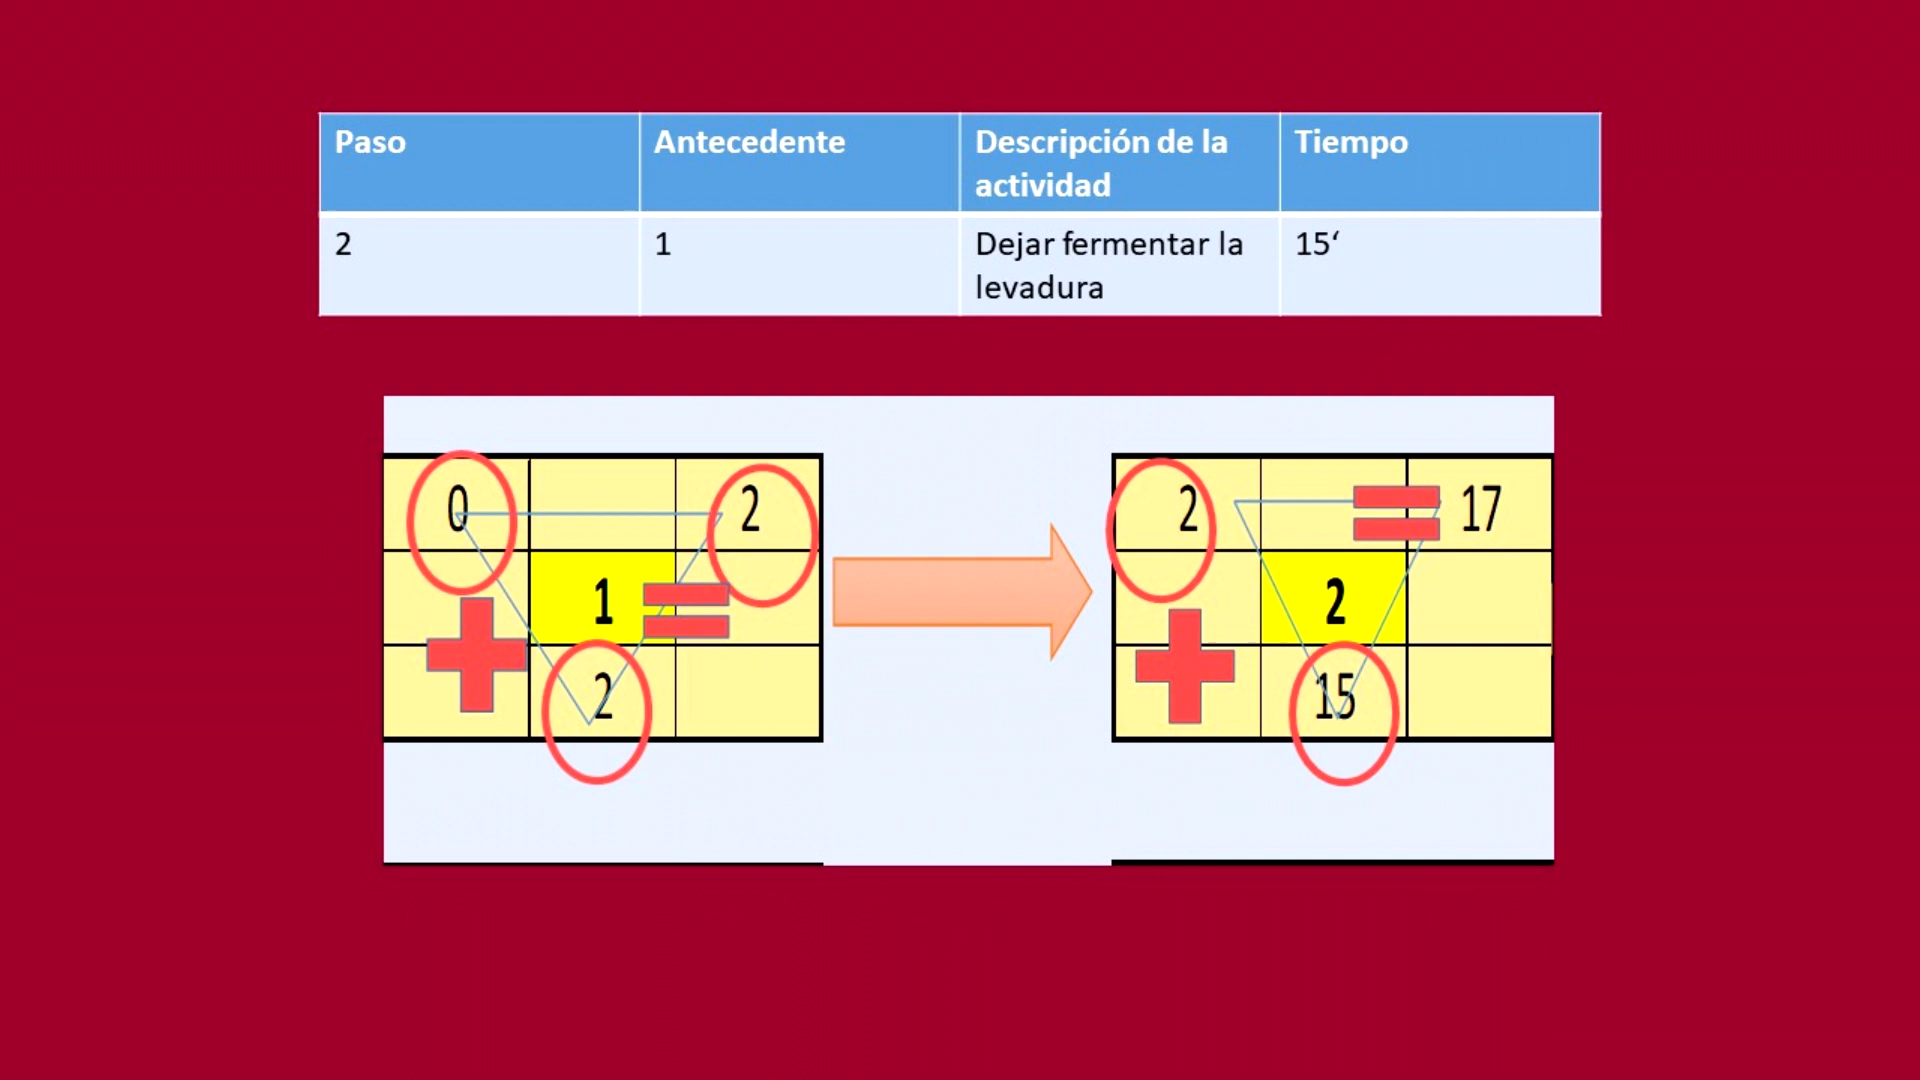 Paso Antecedente Descripción de la actividad Tiempo
2 1 Dejar fermentar la levadura 15‘
0 2 2 17
1 2
2 15